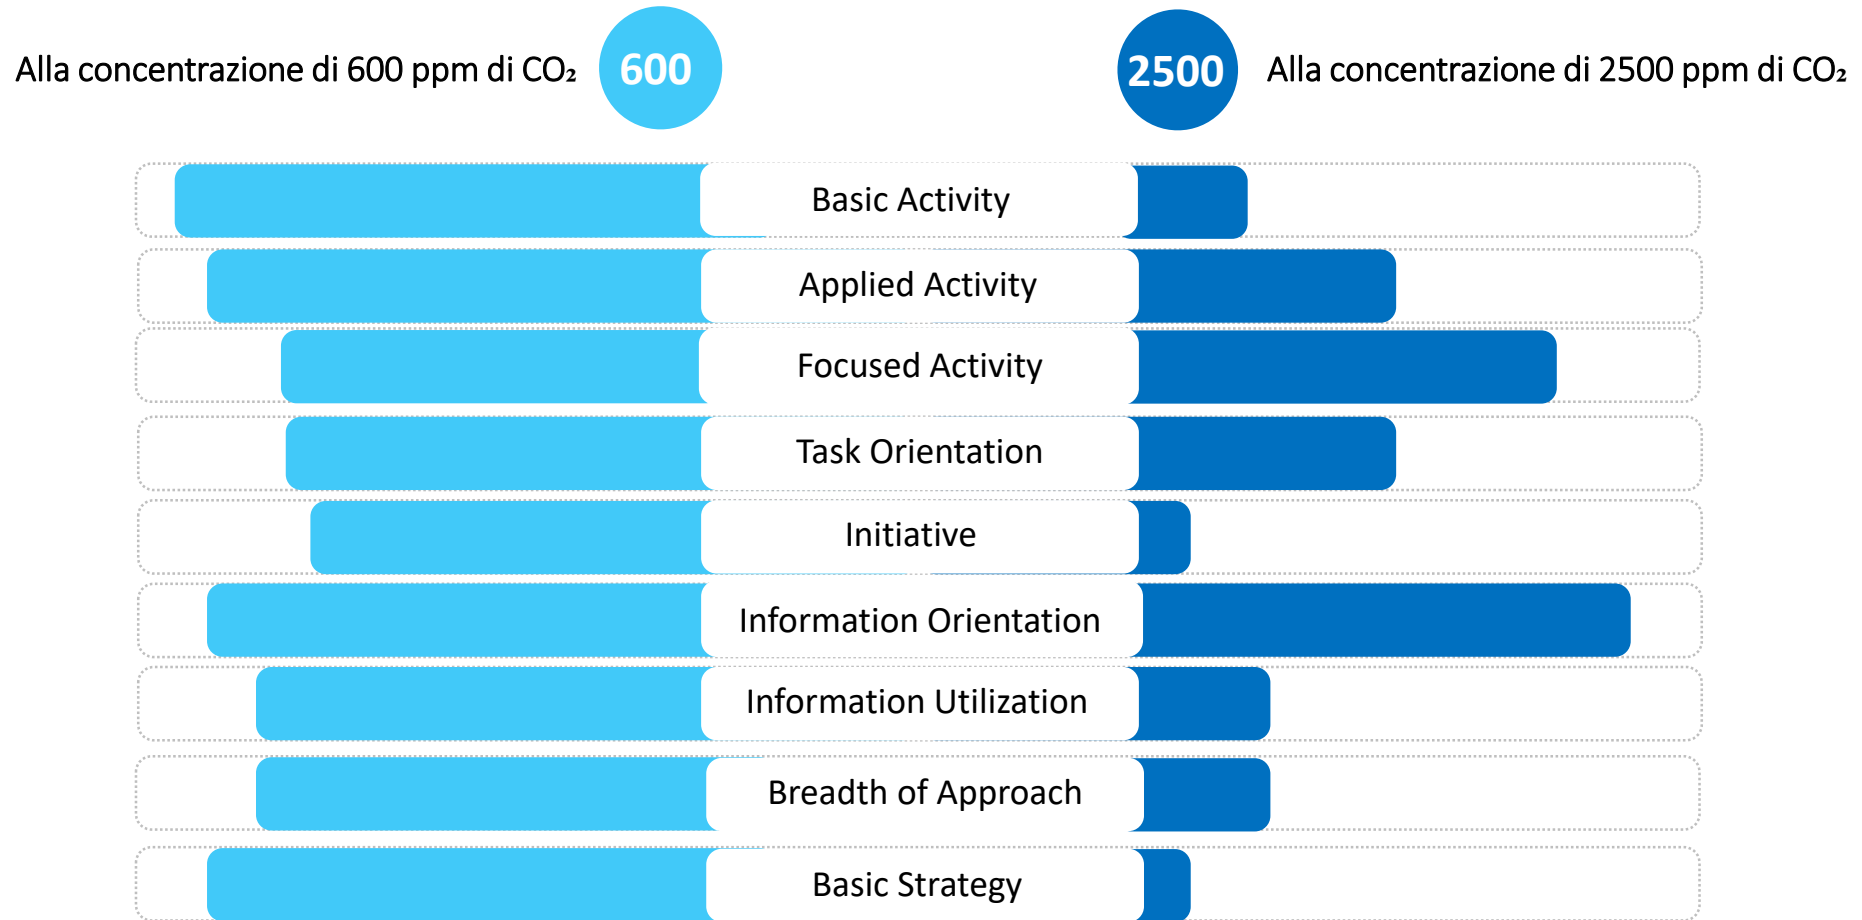 Alla concentrazione di 600 ppm di CO₂
600
2500
Alla concentrazione di 2500 ppm di CO₂
Basic Activity
Applied Activity
Focused Activity
Task Orientation
Initiative
Information Orientation
Information Utilization
Breadth of Approach
Basic Strategy